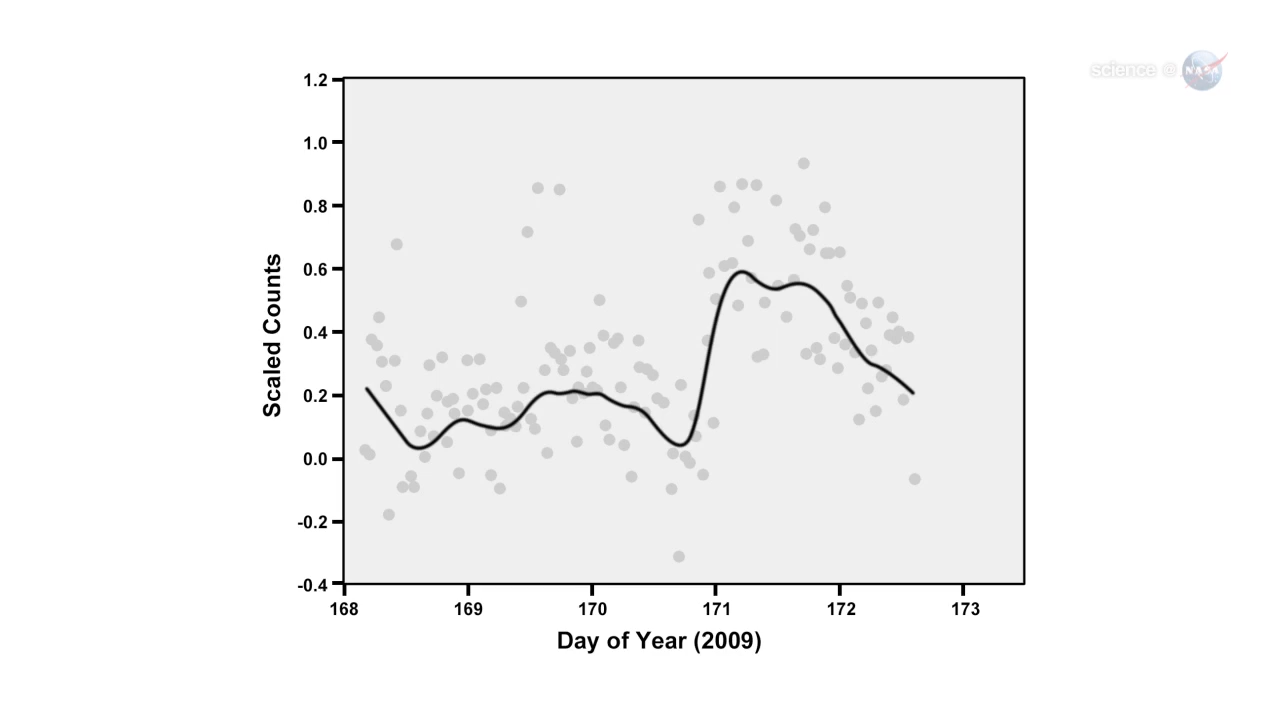 science @ NASA
1.2
1.0
0.8
0.6
0.4
0.2
0.0
-0.2
-0.4
Scaled Counts
168 169 170 171 172 173
Day of Year (2009)